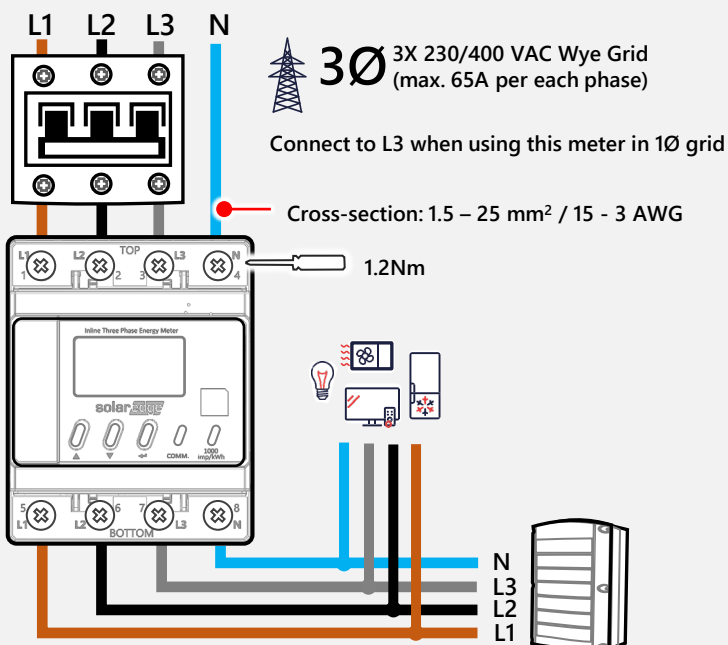 L1 L2 L3 N
3Ø 3X 230/400 VAC Wye Grid
(max. 65A per each phase)
Connect to L3 when using this meter in 1Ø grid
Cross-section: 1.5 – 25 mm² / 15 - 3 AWG
L1 L2 TOP L3 N
1 2 3 4
1.2Nm
Inline Three Phase Energy Meter
solaredge
COMM. 1000
imp/kWh
5 6 7 8
L1 L2 L3 N
BOTTOM
N
L3
L2
L1